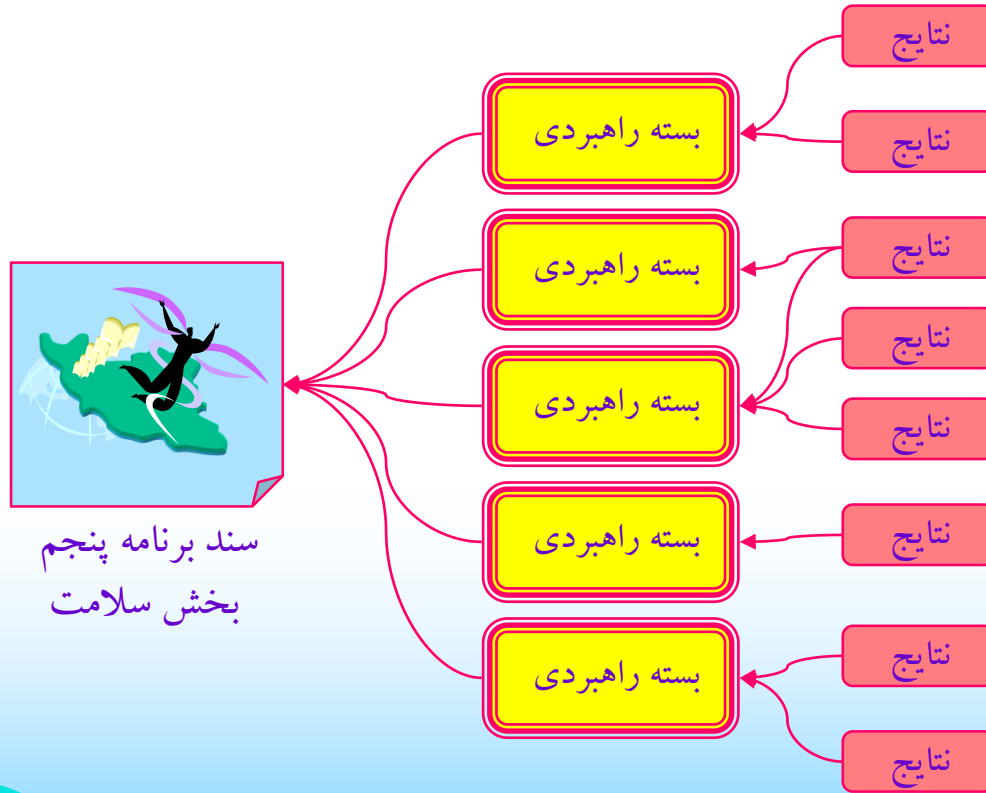 نتایج
نتایج
نتایج
نتایج
نتایج
نتایج
نتایج
نتایج
بسته راهبردی
بسته راهبردی
بسته راهبردی
بسته راهبردی
بسته راهبردی
سند برنامه پنجم
بخش سلامت